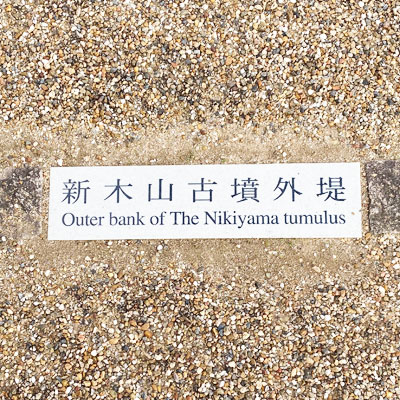 新木山古墳外堤
Outer bank of The Nikiyama tumulus